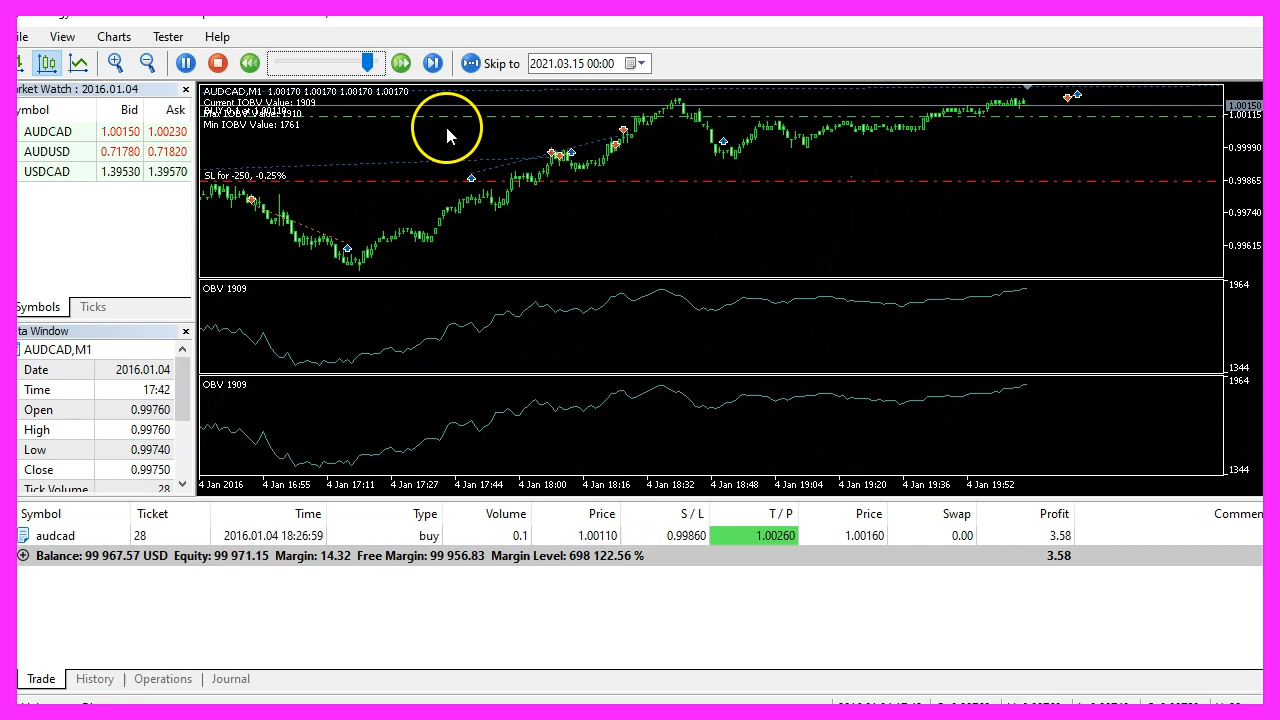 ile View Charts Tester Help
Skip to 2021.03.15 00:00
arket Watch : 2016.01.04
ymbol Bid Ask
AUDCAD 1.00150 1.00230
AUDUSD 0.71780 0.71820
USDCAD 1.39530 1.39570
Symbols Ticks
ata Window
AUDCAD,M1
Date 2016.01.04
Time 17:42
Open 0.99760
High 0.99760
Low 0.99740
Close 0.99750
Tick Volume 28
AUDCAD,M1 1.00170 1.00170 1.00170 1.00170
Current IOBV Value: 1909
Max IOBV Value: 1910
Min IOBV Value: 1761
SL for -250, -0.25%
1.00150
1.00115
0.99990
0.99865
0.99740
0.99615
OBV 1909
1964
1344
OBV 1909
1964
1344
4 Jan 2016 4 Jan 16:55 4 Jan 17:11 4 Jan 17:27 4 Jan 17:44 4 Jan 18:00 4 Jan 18:16 4 Jan 18:32 4 Jan 18:48 4 Jan 19:04 4 Jan 19:20 4 Jan 19:36 4 Jan 19:52
Symbol Ticket Time Type Volume Price S / L T / P Price Swap Profit Commen
audcad 28 2016.01.04 18:26:59 buy 0.1 1.00110 0.99860 1.00260 1.00160 0.00 3.58
Balance: 99 967.57 USD Equity: 99 971.15 Margin: 14.32 Free Margin: 99 956.83 Margin Level: 698 122.56 % 3.58
Trade History Operations Journal